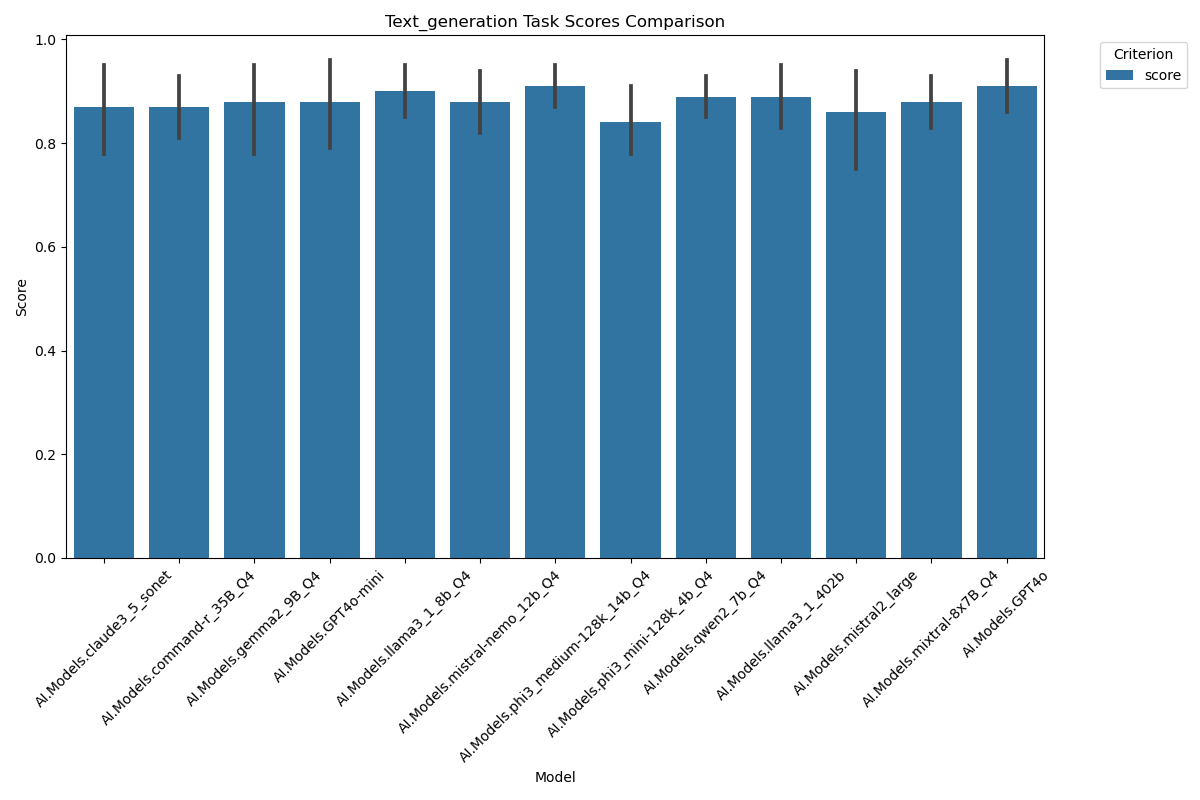 Text_generation Task Scores Comparison
Criterion
score
1.0
0.8
0.6
0.4
0.2
0.0
Score
AI.Models.claude3_5_sonet
AI.Models.command-r_35B_Q4
AI.Models.gemma2_9B_Q4
AI.Models.GPT4o-mini
AI.Models.llama3_1_8b_Q4
AI.Models.mistral-nemo_12b_Q4
AI.Models.phi3_medium-128k_14b_Q4
AI.Models.phi3_mini-128k_4b_Q4
AI.Models.qwen2_7b_Q4
AI.Models.llama3_1_402b
AI.Models.mistral2_large
AI.Models.mixtral-8x7B_Q4
AI.Models.GPT4o
Model